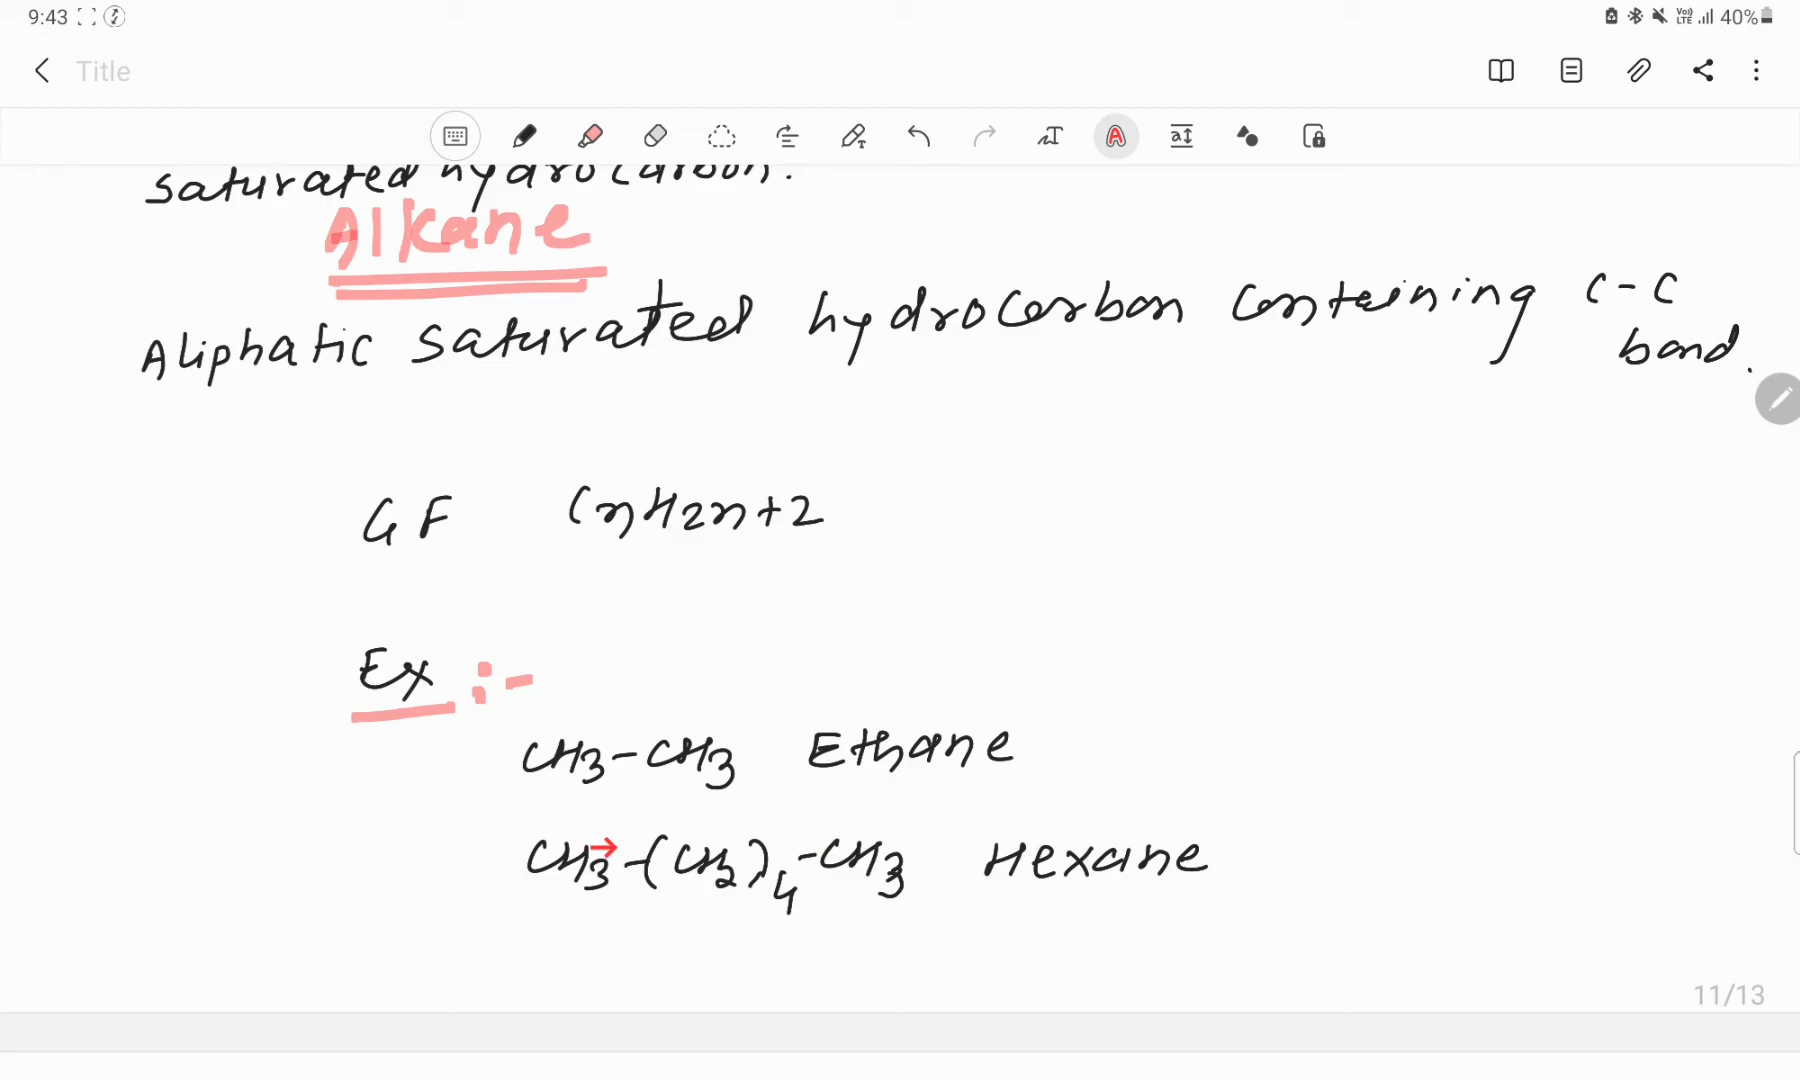 9:43 40%
Title
saturated hydrocarbon.
Alkane
Aliphatic saturated hydrocarbon containing C-C
bond.
GF CnH2n+2
Ex :-
CH3-CH3 Ethane
CH3-(CH2)4-CH3 Hexane
11/13